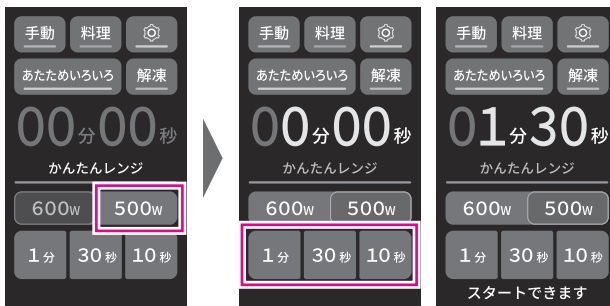 手動 料理
あたためいろいろ 解凍
00分00秒
かんたんレンジ
600W 500W
1分 30秒 10秒
手動 料理
あたためいろいろ 解凍
00分00秒
かんたんレンジ
600W 500W
1分 30秒 10秒
手動 料理
あたためいろいろ 解凍
01分30秒
かんたんレンジ
600W 500W
1分 30秒 10秒
スタートできます